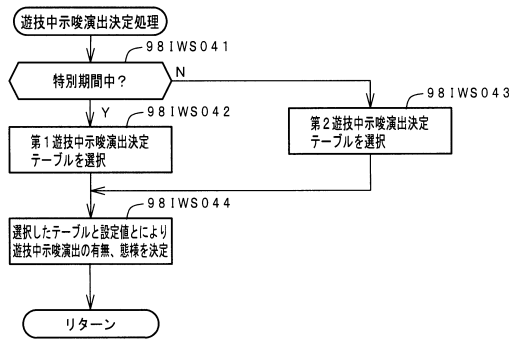 遊技中示唆演出決定処理
98IWS041
特別期間中？
N
Y
98IWS042
98IWS043
第1遊技中示唆演出決定
テーブルを選択
第2遊技中示唆演出決定
テーブルを選択
98IWS044
選択したテーブルと設定値とにより
遊技中示唆演出の有無、態様を決定
リターン